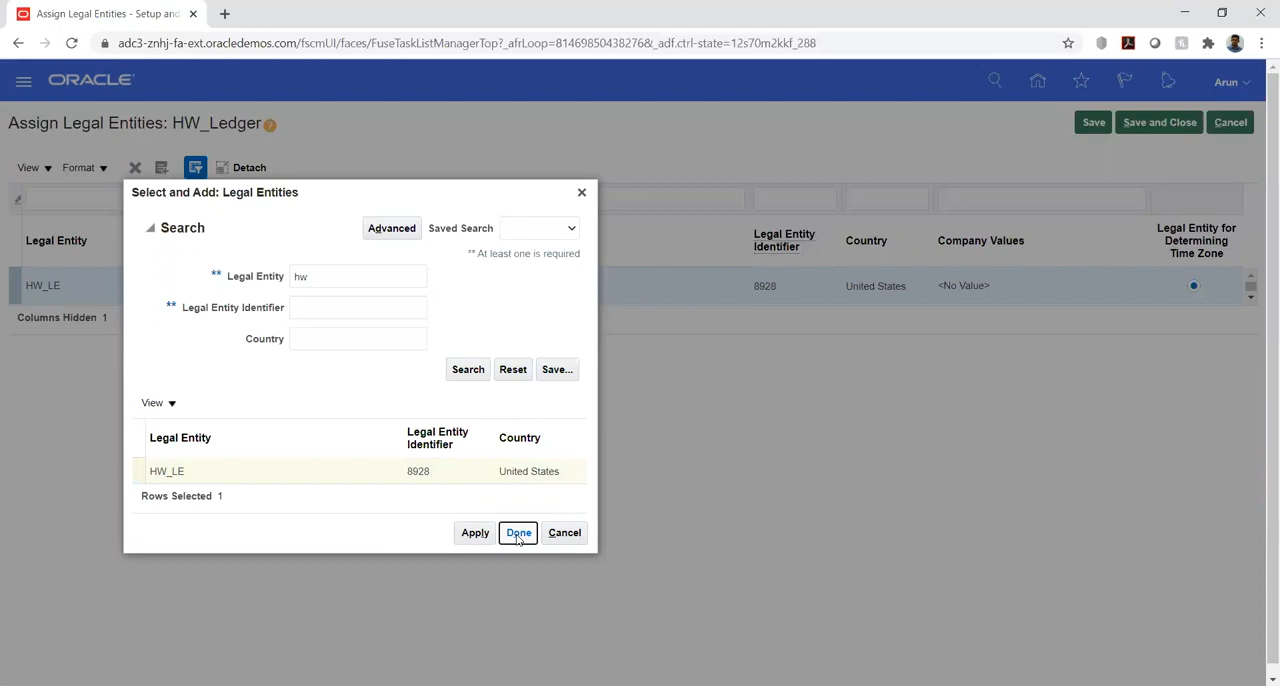 Assign Legal Entities - Setup and
adc3-znhj-fa-ext.oracledemos.com/fscmUI/faces/FuseTaskListManagerTop?_afrLoop=8146985043827­6&_adf.ctrl-state=12s70m2kkf_288
ORACLE
Arun
Assign Legal Entities: HW_Ledger ?
Save Save and Close Cancel
View Format Detach
Select and Add: Legal Entities
Search Advanced Saved Search
** At least one is required
** Legal Entity hw
** Legal Entity Identifier
Country
Search Reset Save...
View
Legal Entity Legal Entity Identifier Country
HW_LE 8928 United States
Rows Selected 1
Apply Done Cancel
Legal Entity Legal Entity Identifier Country Company Values Legal Entity for Determining Time Zone
HW_LE 8928 United States <No Value>
Columns Hidden 1